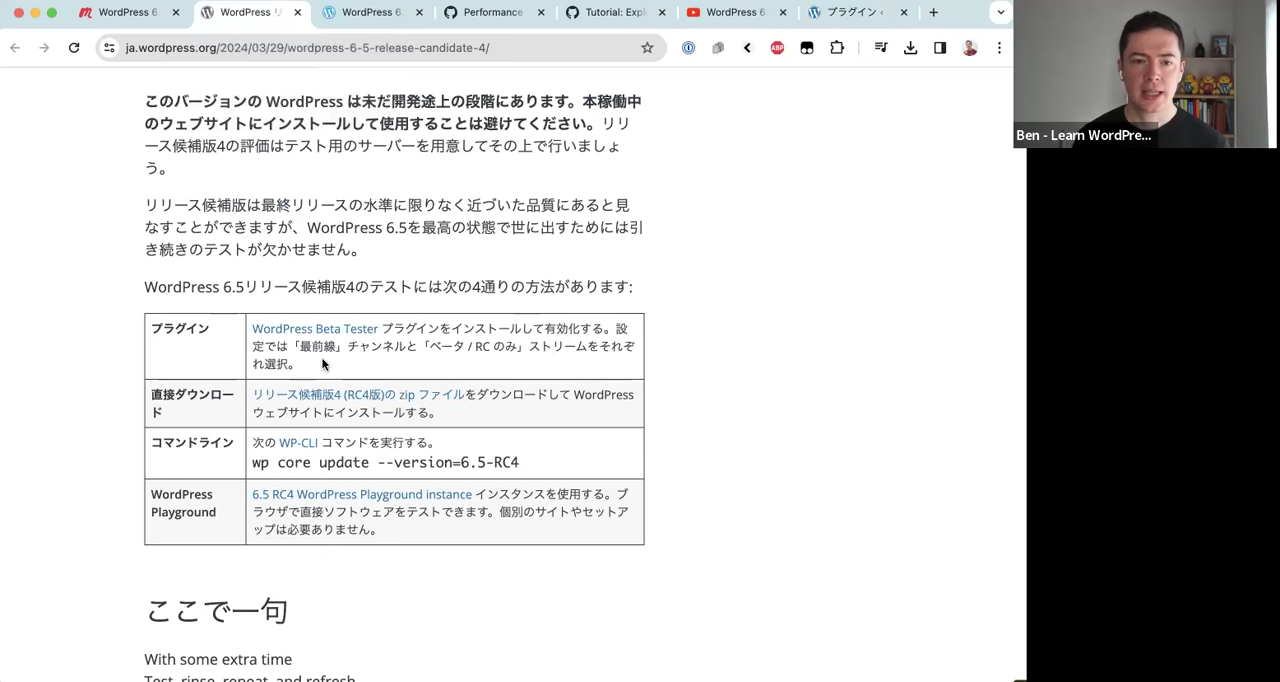 WordPress 6.
WordPress リ
WordPress 6.
Performance
Tutorial: Expl
WordPress 6
プラグイン ‹
ja.wordpress.org/2024/03/29/wordpress-6-5-release-candidate-4/
ABP
Ben - Learn WordPre...
このバージョンの WordPress は未だ開発途上の段階にあります。本稼働中
のウェブサイトにインストールして使用することは避けてください。リリ
ース候補版4の評価はテスト用のサーバーを用意してその上で行いましょ
う。
リリース候補版は最終リリースの水準に限りなく近づいた品質にあると見
なすことができますが、WordPress 6.5を最高の状態で世に出すためには引
き続きのテストが欠かせません。
WordPress 6.5リリース候補版4のテストには次の4通りの方法があります:
プラグイン
WordPress Beta Tester プラグインをインストールして有効化する。設
定では「最前線」チャンネルと「ベータ / RC のみ」ストリームをそれぞ
れ選択。
直接ダウンロー
ド
リリース候補版4 (RC4版)の zip ファイルをダウンロードして WordPress
ウェブサイトにインストールする。
コマンドライン
次の WP-CLI コマンドを実行する。
wp core update --version=6.5-RC4
WordPress
Playground
6.5 RC4 WordPress Playground instance インスタンスを使用する。ブ
ラウザで直接ソフトウェアをテストできます。個別のサイトやセットア
ップは必要ありません。
ここで一句
With some extra time
Test, rinse, repeat, and refresh